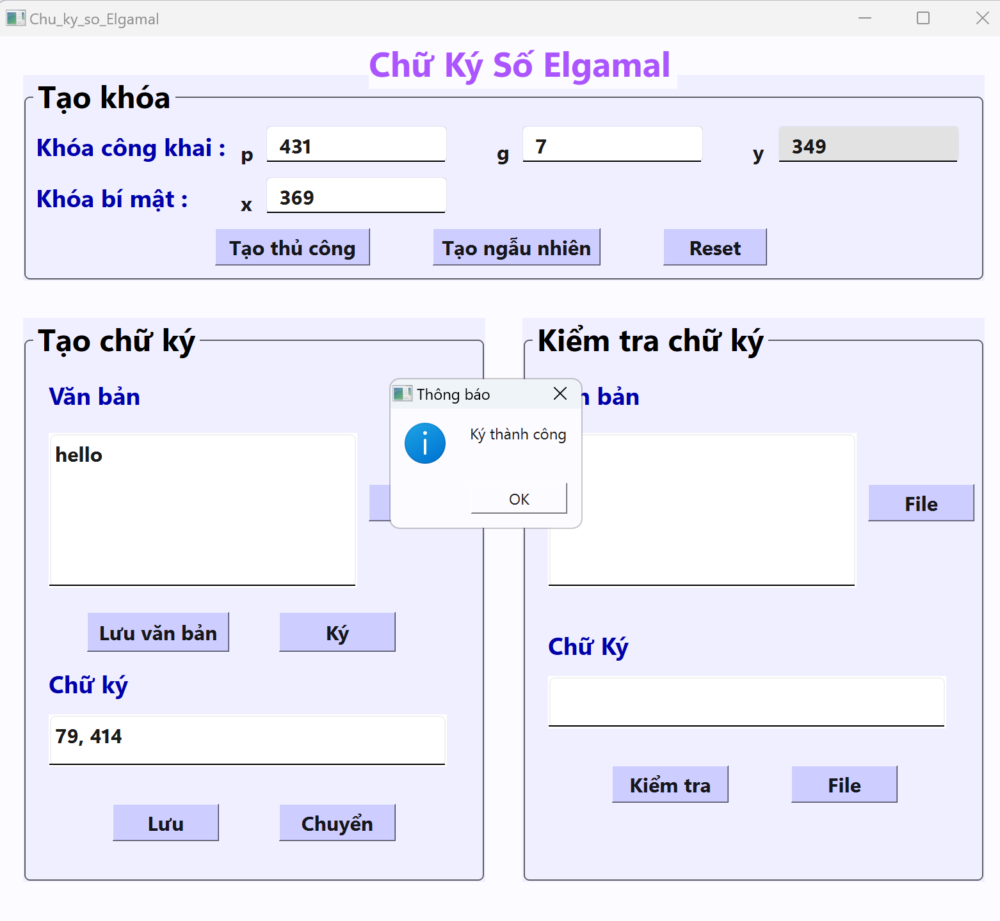 Chu_ky_so_Elgamal
Chữ Ký Số Elgamal
Tạo khóa
Khóa công khai : p 431 g 7 y 349
Khóa bí mật : x 369
Tạo thủ công Tạo ngẫu nhiên Reset
Tạo chữ ký
Văn bản
hello
Lưu văn bản Ký
Chữ ký
79, 414
Lưu Chuyển
Thông báo
Ký thành công
OK
Kiểm tra chữ ký
bản
File
Chữ Ký
Kiểm tra File